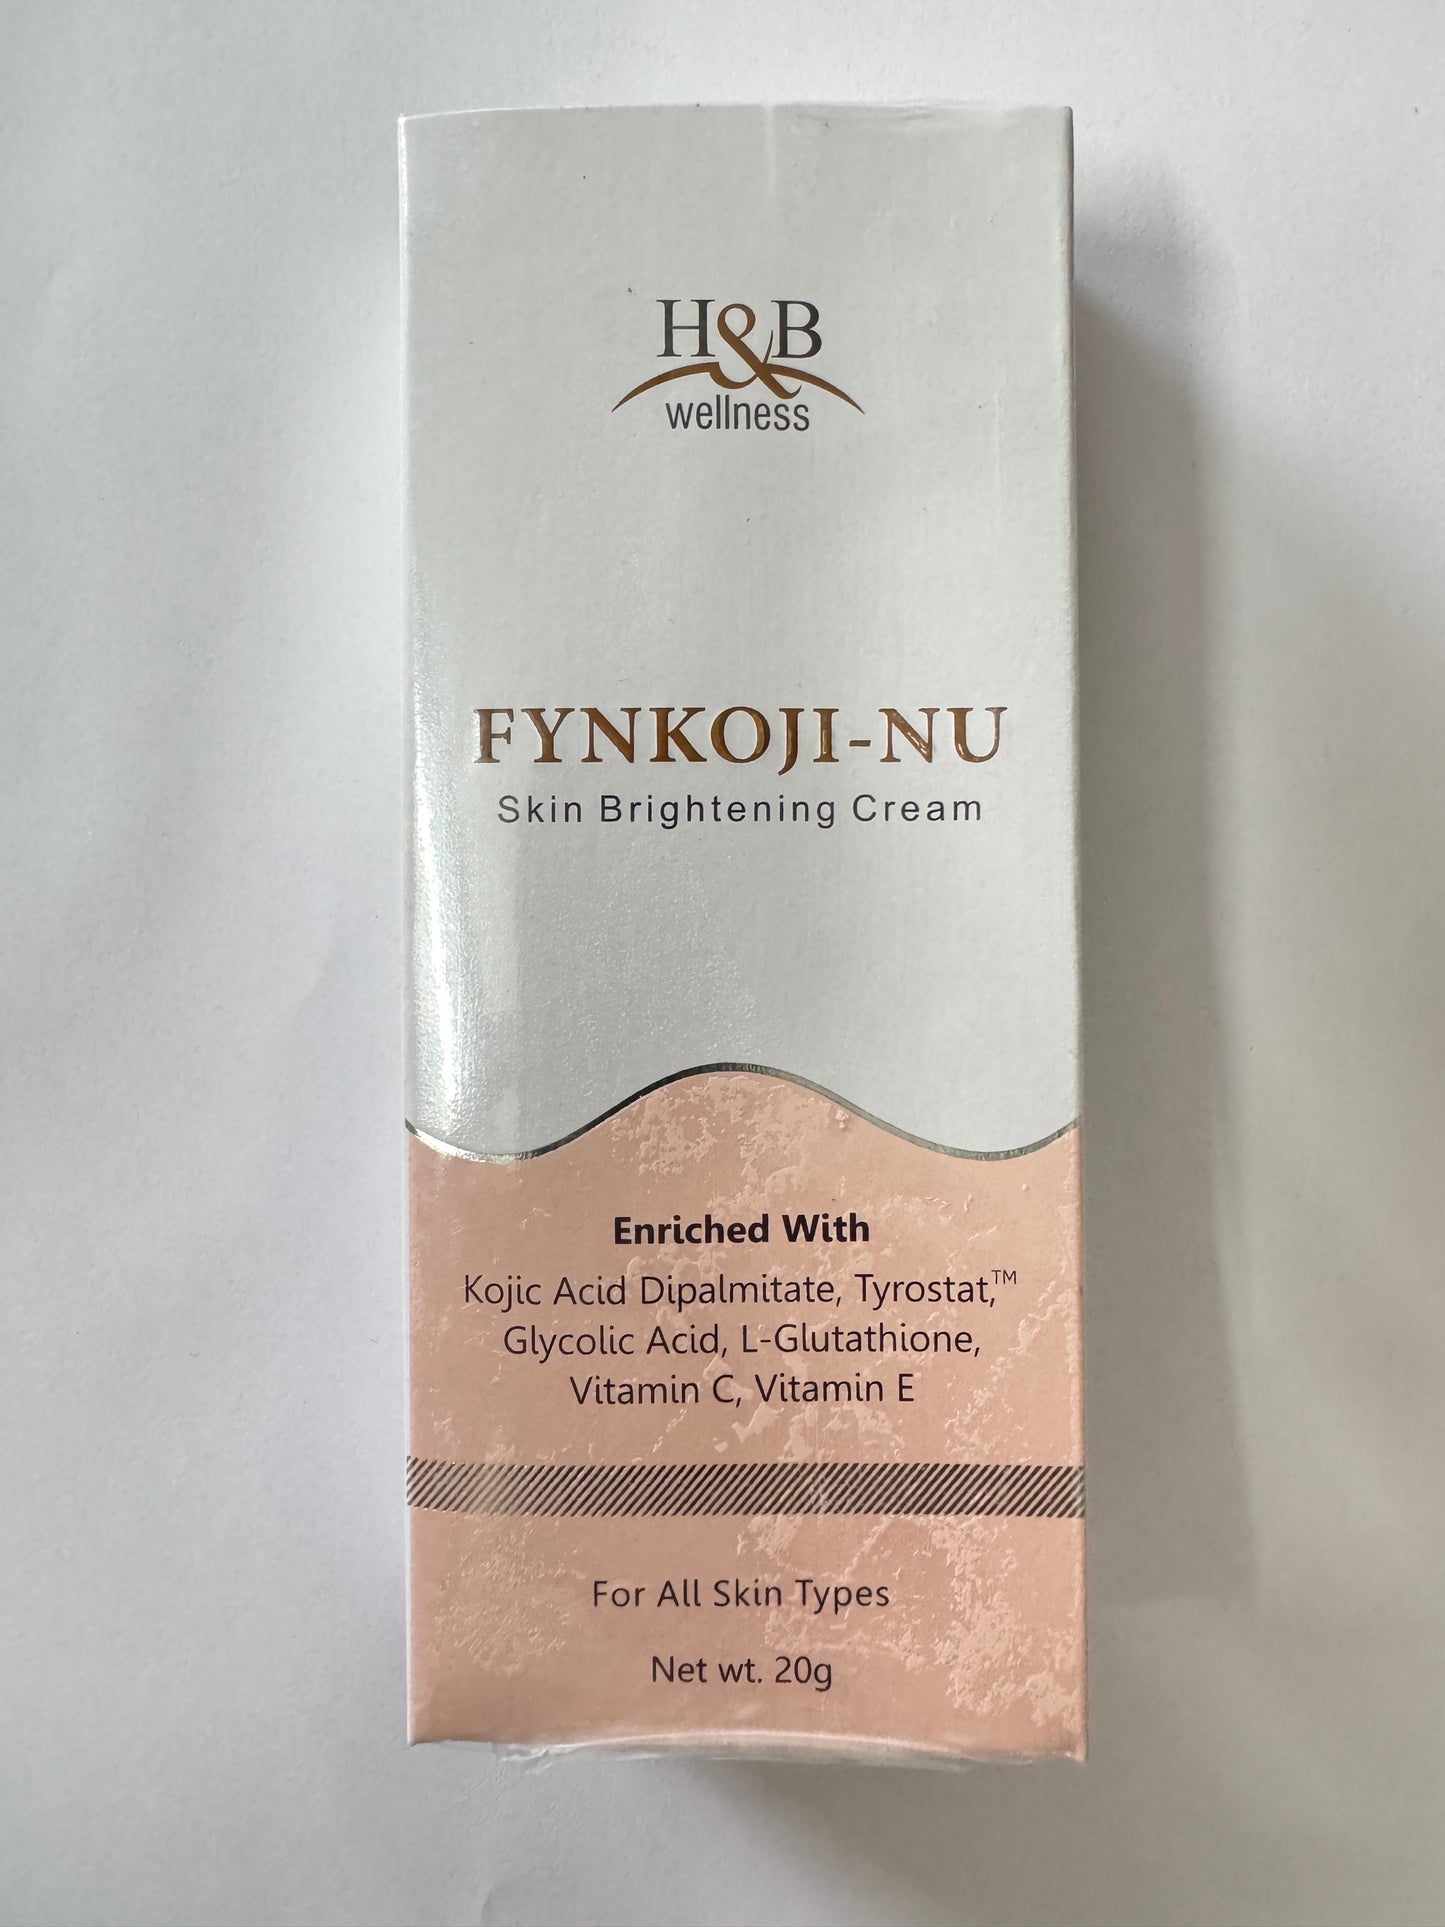 H&B
wellness
FYNKOJI-NU
Skin Brightening Cream
Enriched With
Kojic Acid Dipalmitate, Tyrostat,™
Glycolic Acid, L-Glutathione,
Vitamin C, Vitamin E
For All Skin Types
Net wt. 20g